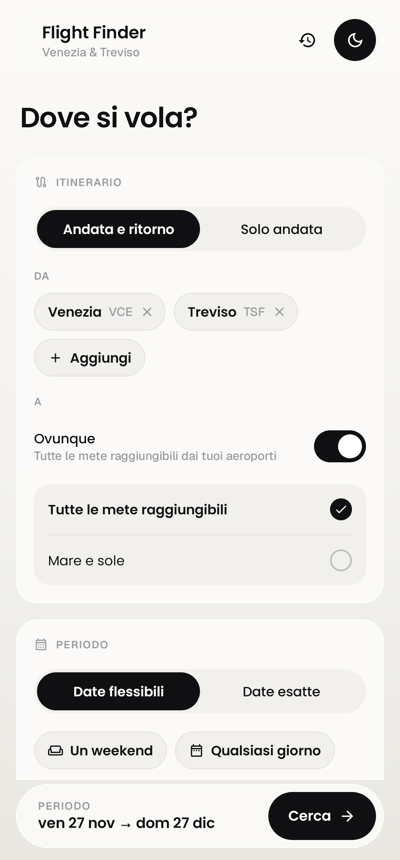 Flight Finder
Venezia & Treviso
Dove si vola?
ITINERARIO
Andata e ritorno
Solo andata
DA
Venezia VCE
Treviso TSF
Aggiungi
A
Ovunque
Tutte le mete raggiungibili dai tuoi aeroporti
Tutte le mete raggiungibili
Mare e sole
PERIODO
Date flessibili
Date esatte
Un weekend
Qualsiasi giorno
PERIODO
ven 27 nov → dom 27 dic
Cerca →